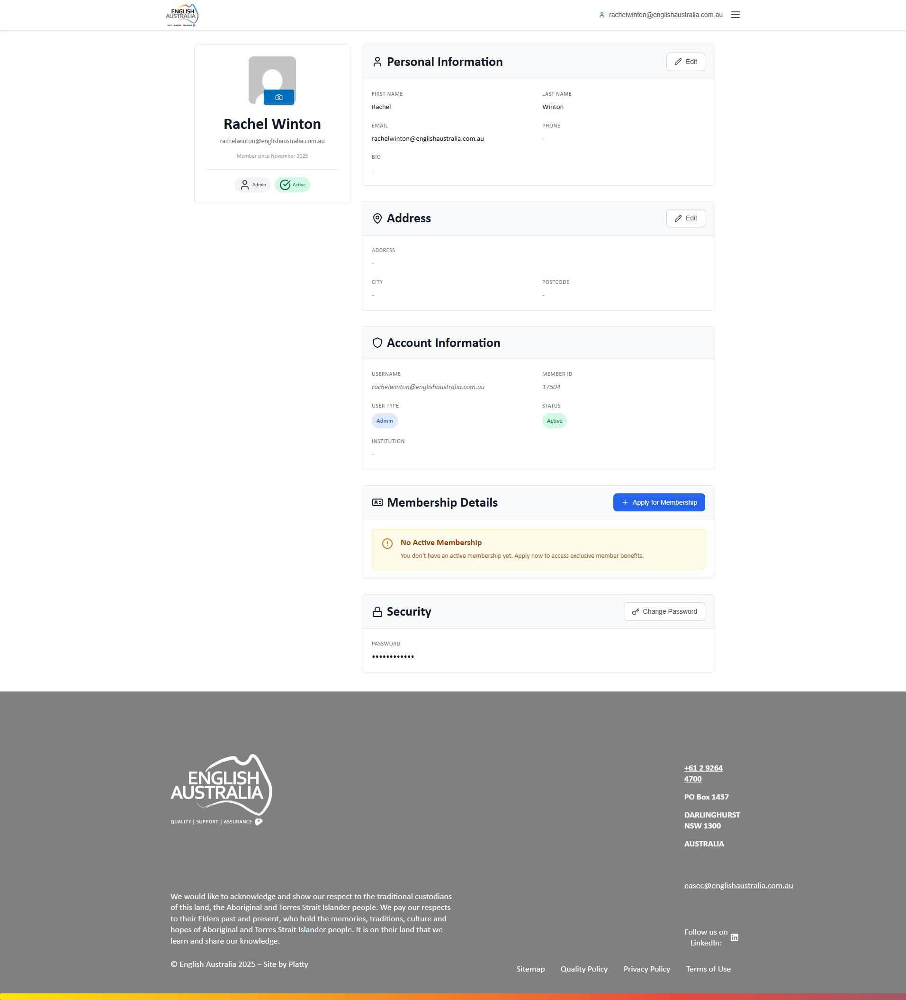 ENGLISH
AUSTRALIA
QUALITY | SUPPORT | ASSURANCE
rachelwinton@englishaustralia.com.au
Rachel Winton
rachelwinton@englishaustralia.com.au
Member since November 2025
Admin
Active
Personal Information
Edit
FIRST NAME
LAST NAME
Rachel
Winton
EMAIL
PHONE
rachelwinton@englishaustralia.com.au
-
BIO
-
Address
Edit
ADDRESS
-
CITY
POSTCODE
-
-
Account Information
USERNAME
MEMBER ID
rachelwinton@englishaustralia.com.au
17504
USER TYPE
STATUS
Admin
Active
INSTITUTION
-
Membership Details
Apply for Membership
No Active Membership
You don't have an active membership yet. Apply now to access exclusive member benefits.
Security
Change Password
PASSWORD
••••••••••••
ENGLISH
AUSTRALIA
QUALITY | SUPPORT | ASSURANCE
+61 2 9264
4700
PO Box 1437
DARLINGHURST
NSW 1300
AUSTRALIA
easec@englishaustralia.com.au
We would like to acknowledge and show our respect to the traditional custodians
of this land, the Aboriginal and Torres Strait Islander people. We pay our respects
to their Elders past and present, who hold the memories, traditions, culture and
hopes of Aboriginal and Torres Strait Islander people. It is on their land that we
learn and share our knowledge.
Follow us on
LinkedIn:
© English Australia 2025 – Site by Platty
Sitemap
Quality Policy
Privacy Policy
Terms of Use